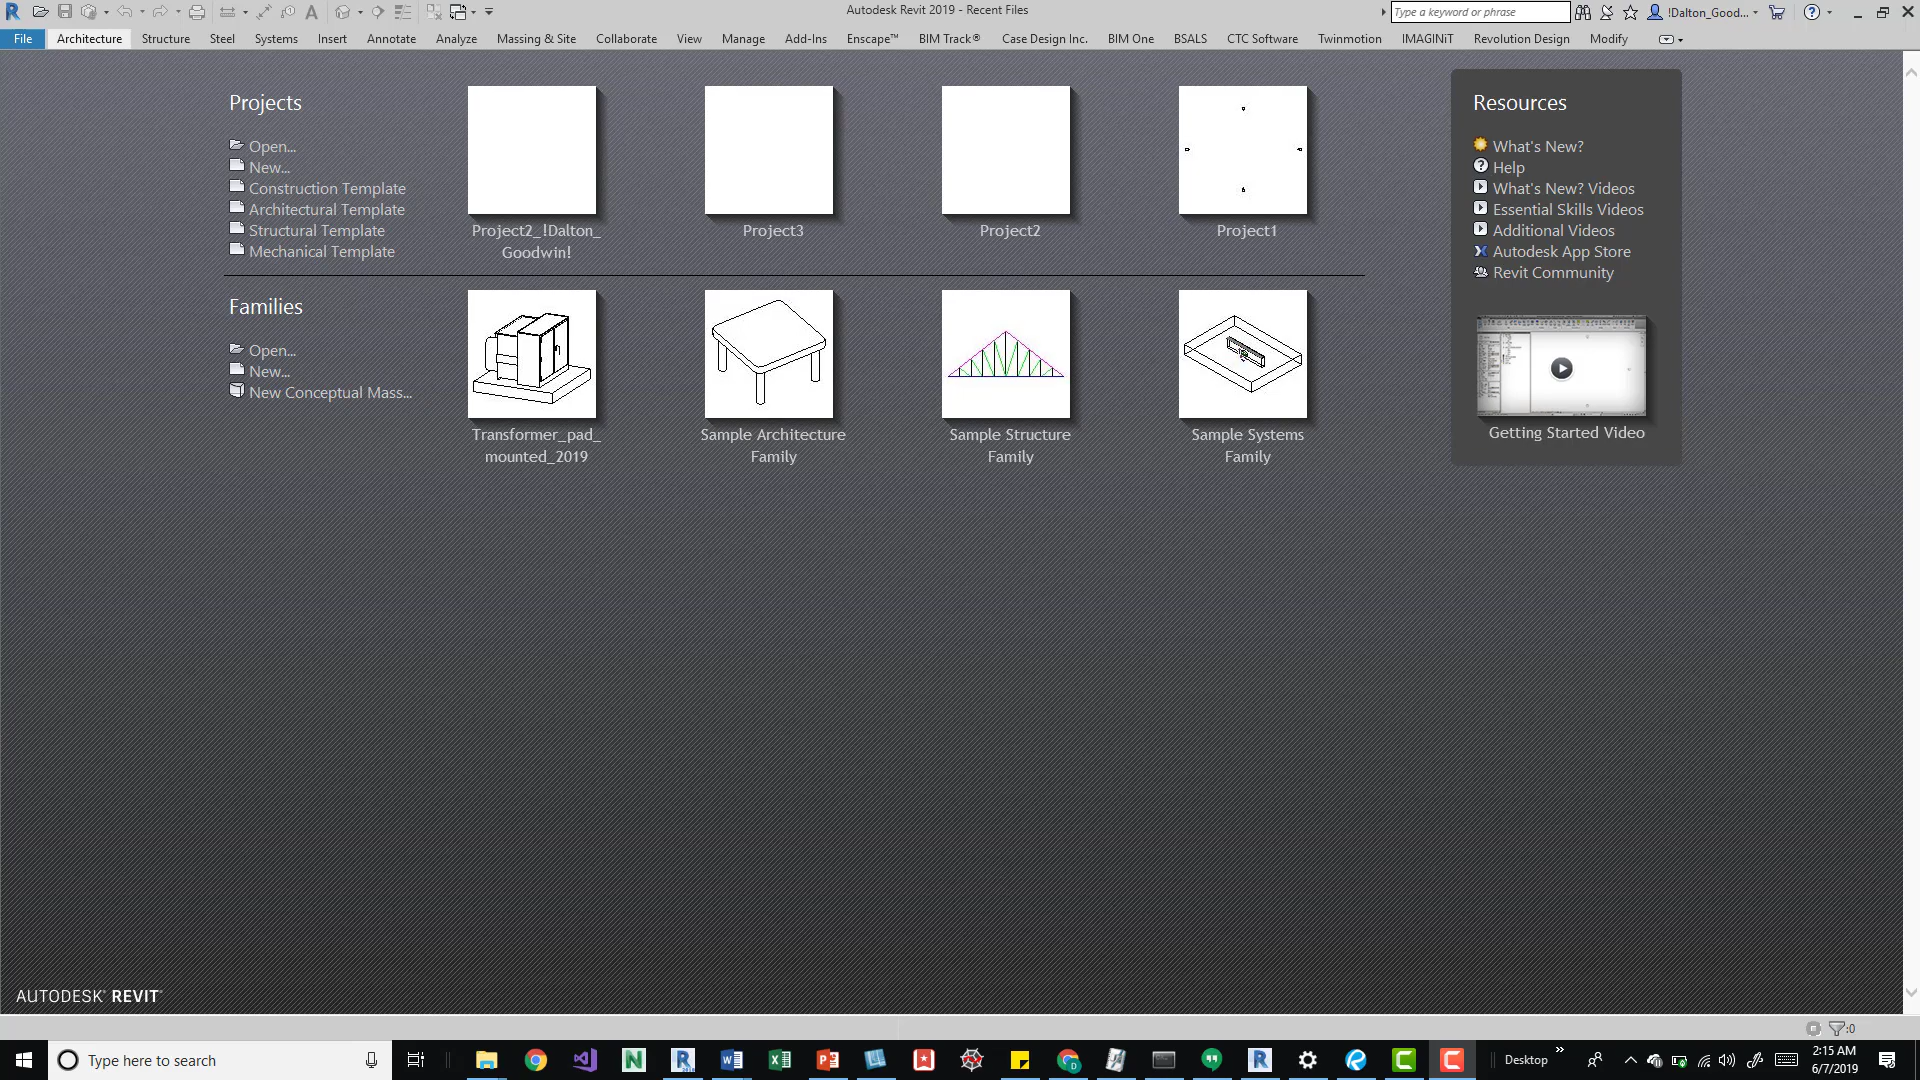 Autodesk Revit 2019 - Recent Files
Type a keyword or phrase
!Dalton_Good...
File Architecture Structure Steel Systems Insert Annotate Analyze Massing & Site Collaborate View Manage Add-Ins Enscape™ BIM Track® Case Design Inc. BIM One BSALS CTC Software Twinmotion IMAGINiT Revolution Design Modify
Projects
Open...
New...
Construction Template
Architectural Template
Structural Template
Mechanical Template
Project2_!Dalton_
Goodwin!
Project3
Project2
Project1
Families
Open...
New...
New Conceptual Mass...
Transformer_pad_
mounted_2019
Sample Architecture
Family
Sample Structure
Family
Sample Systems
Family
Resources
What's New?
Help
What's New? Videos
Essential Skills Videos
Additional Videos
Autodesk App Store
Revit Community
Getting Started Video
AUTODESK® REVIT®
:0
Type here to search
Desktop
2:15 AM
6/7/2019